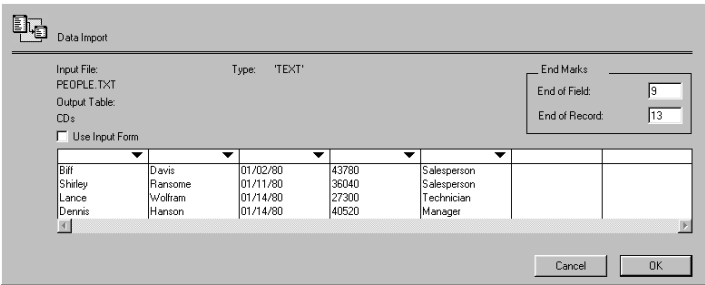 Data Import
Input File: Type: 'TEXT'
PEOPLE.TXT
Output Table:
CDs
Use Input Form
End Marks
End of Field: 9
End of Record: 13
Biff Davis 01/02/80 43780 Salesperson
Shirley Ransome 01/11/80 36040 Salesperson
Lance Wolfram 01/14/80 27300 Technician
Dennis Hanson 01/14/80 40520 Manager
Cancel OK